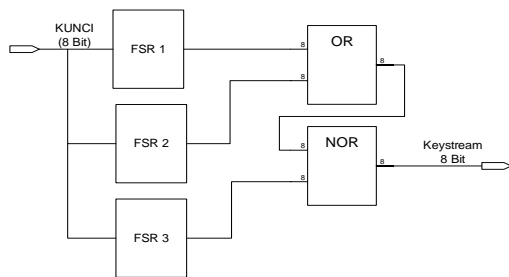 KUNCI
(8 Bit)
FSR 1
8
8
OR
8
FSR 2
8
8
NOR
8
Keystream
8 Bit
FSR 3